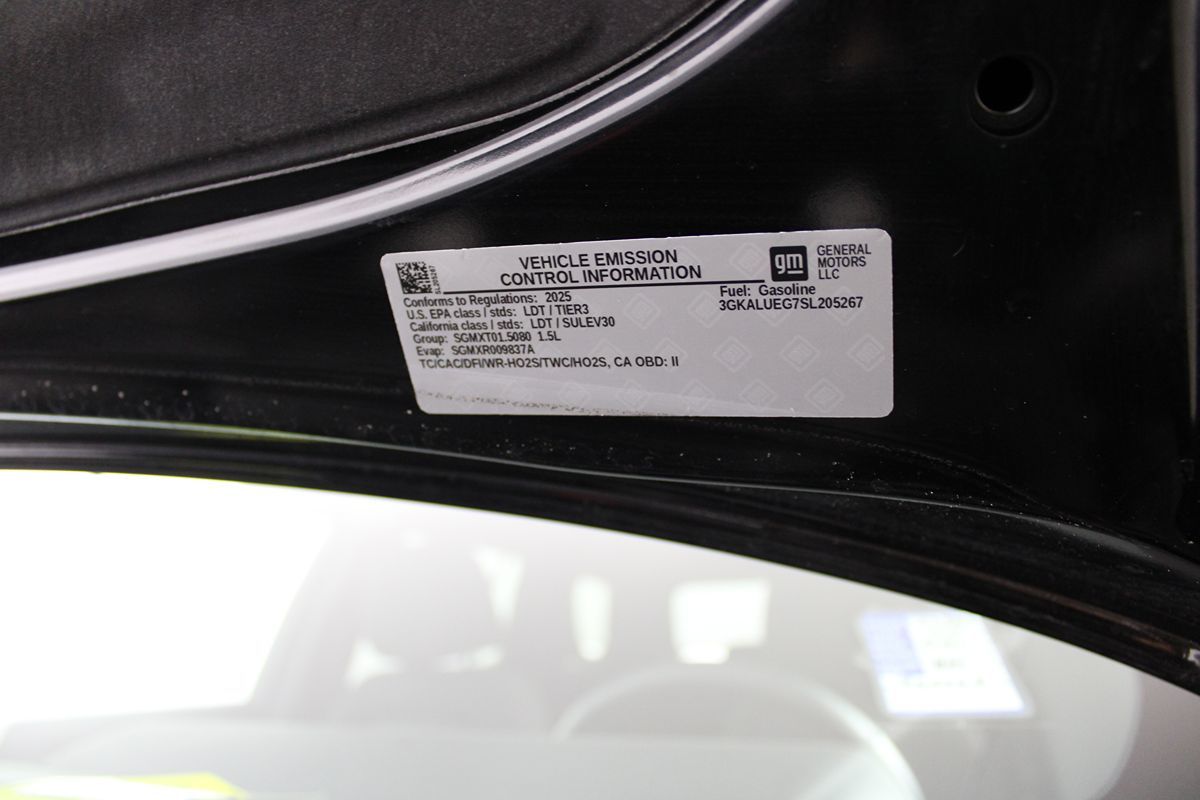 VEHICLE EMISSION
CONTROL INFORMATION
gm
GENERAL
MOTORS
LLC
SL205267
Conforms to Regulations: 2025
U.S. EPA class / stds: LDT / TIER3
California class / stds: LDT / SULEV30
Group: SGMXT01.5080 1.5L
Evap: SGMXR009837A
TC/CAC/DFI/WR-HO2S/TWC/HO2S, CA OBD: II
Fuel: Gasoline
3GKALUEG7SL205267